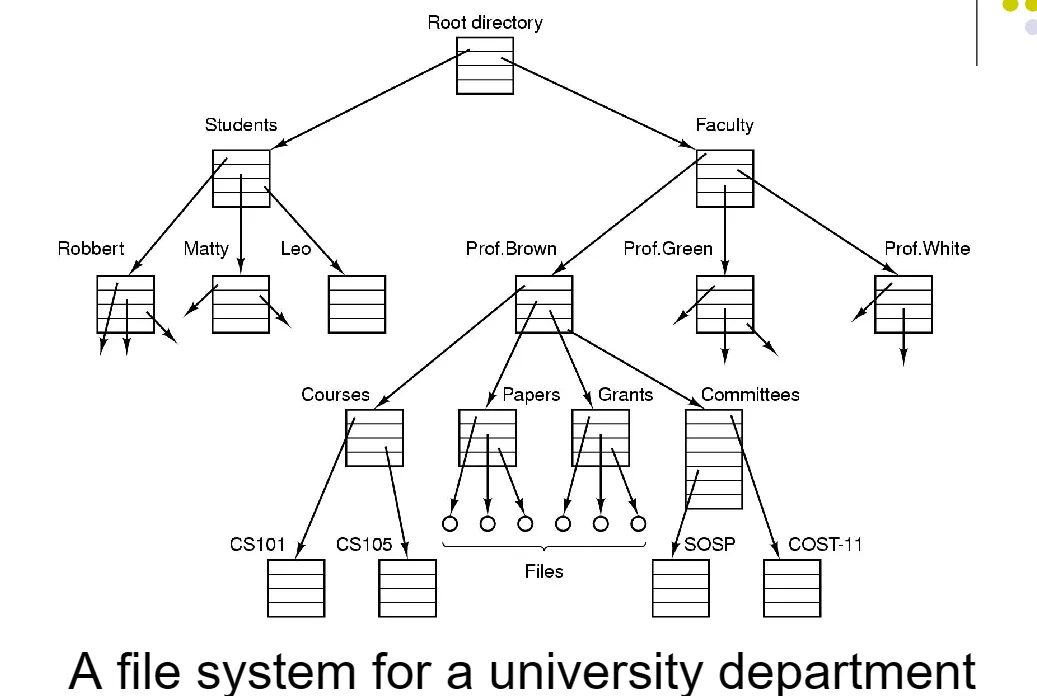 Root directory
Students
Faculty
Robbert
Matty
Leo
Prof.Brown
Prof.Green
Prof.White
Courses
Papers
Grants
Committees
CS101
CS105
SOSP
COST-11
Files
A file system for a university department